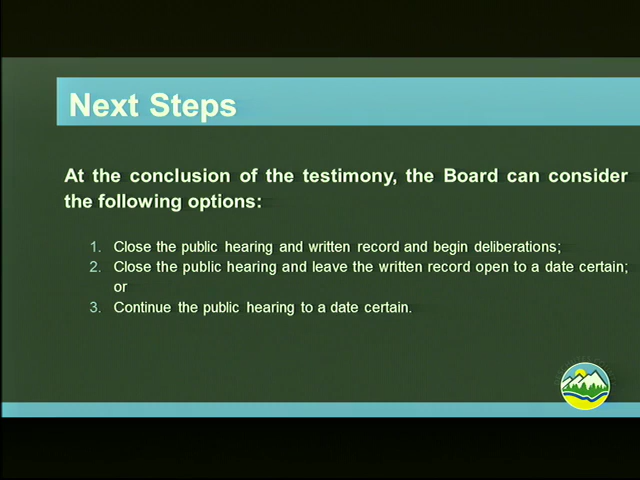 Next Steps
At the conclusion of the testimony, the Board can consider
the following options:
1. Close the public hearing and written record and begin deliberations;
2. Close the public hearing and leave the written record open to a date certain;
or
3. Continue the public hearing to a date certain.